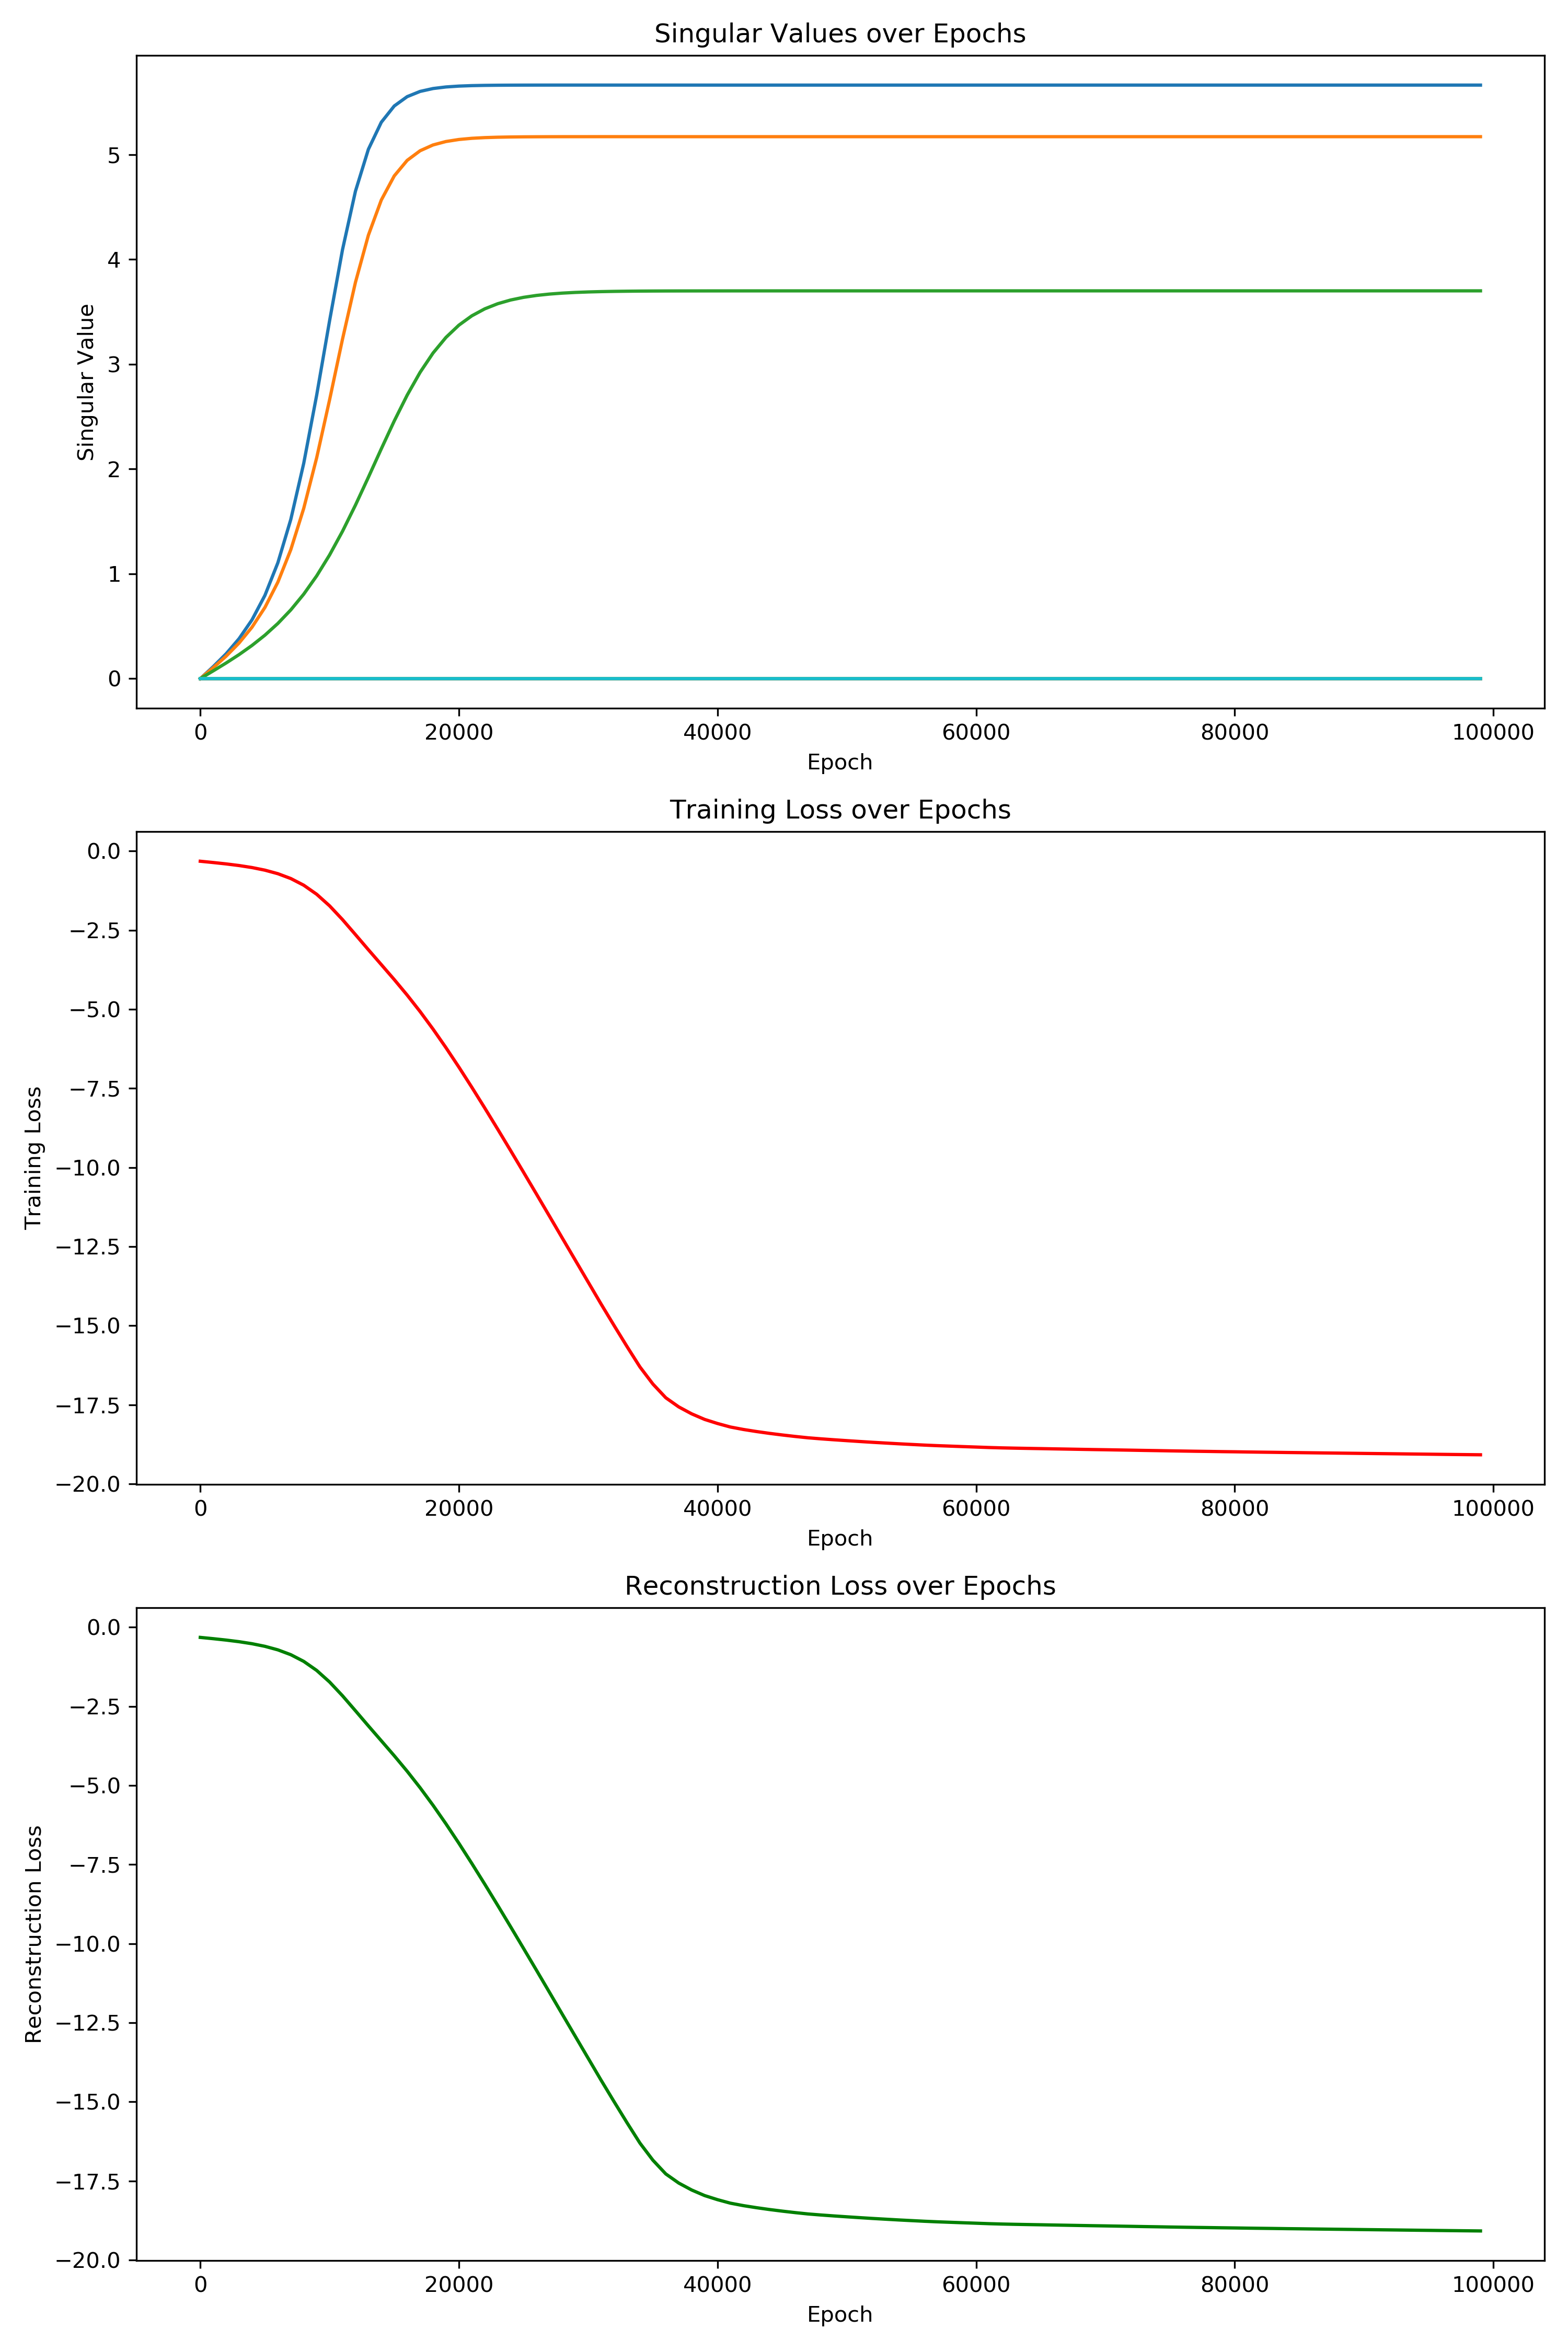 Singular Values over Epochs
Singular Value
5
4
3
2
1
0
0 20000 40000 60000 80000 100000
Epoch
Training Loss over Epochs
Training Loss
0.0
−2.5
−5.0
−7.5
−10.0
−12.5
−15.0
−17.5
−20.0
0 20000 40000 60000 80000 100000
Epoch
Reconstruction Loss over Epochs
Reconstruction Loss
0.0
−2.5
−5.0
−7.5
−10.0
−12.5
−15.0
−17.5
−20.0
0 20000 40000 60000 80000 100000
Epoch